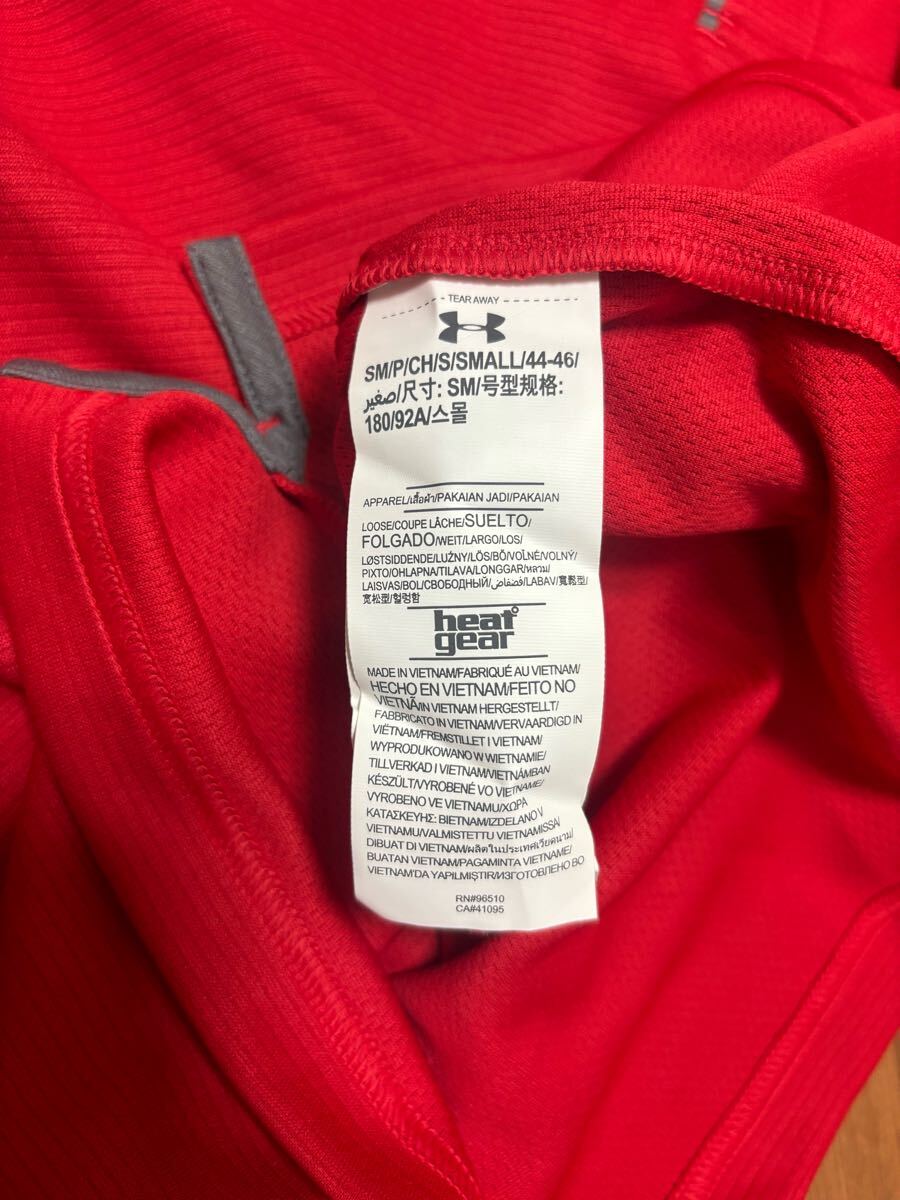 TEAR AWAY
SM/P/CH/S/SMALL/44-46/
صغير/尺寸: SM/号型规格:
180/92A/스몰
APPAREL/เสื้อผ้า/PAKAIAN JADI/PAKAIAN
LOOSE/COUPE LÂCHE/SUELTO/
FOLGADO/WEIT/LARGO/LOS/
LØSTSIDDENDE/LUŹNY/LÖS/BŐ/VOĽNÉ/VOLNÝ/
PIXTO/OHLAPNA/TILAVA/LONGGAR/หลวม/
LAISVAS/BOL/СВОБОДНЫЙ/فضفاض/LABAV/寬鬆型/
宽松型/헐렁함
heat
gear
MADE IN VIETNAM/FABRIQUÉ AU VIETNAM/
HECHO EN VIETNAM/FEITO NO
VIETNÃ/IN VIETNAM HERGESTELLT/
FABBRICATO IN VIETNAM/VERVAARDIGD IN
VIËTNAM/FREMSTILLET I VIETNAM/
WYPRODUKOWANO W WIETNAMIE/
TILLVERKAD I VIETNAM/VIETNÁMBAN
KÉSZÜLT/VYROBENÉ VO VIETNAME/
VYROBENO VE VIETNAMU/ΧΩΡΑ
ΚΑΤΑΣΚΕΥΗΣ: ΒΙΕΤΝΑΜ/IZDELANO V
VIETNAMU/VALMISTETTU VIETNAMISSA/
DIBUAT DI VIETNAM/ผลิตในประเทศเวียดนาม/
BUATAN VIETNAM/PAGAMINTA VIETNAME/
VIETNAM'DA YAPILMIŞTIR/ИЗГОТОВЛЕНО ВО
RN#96510
CA#41095